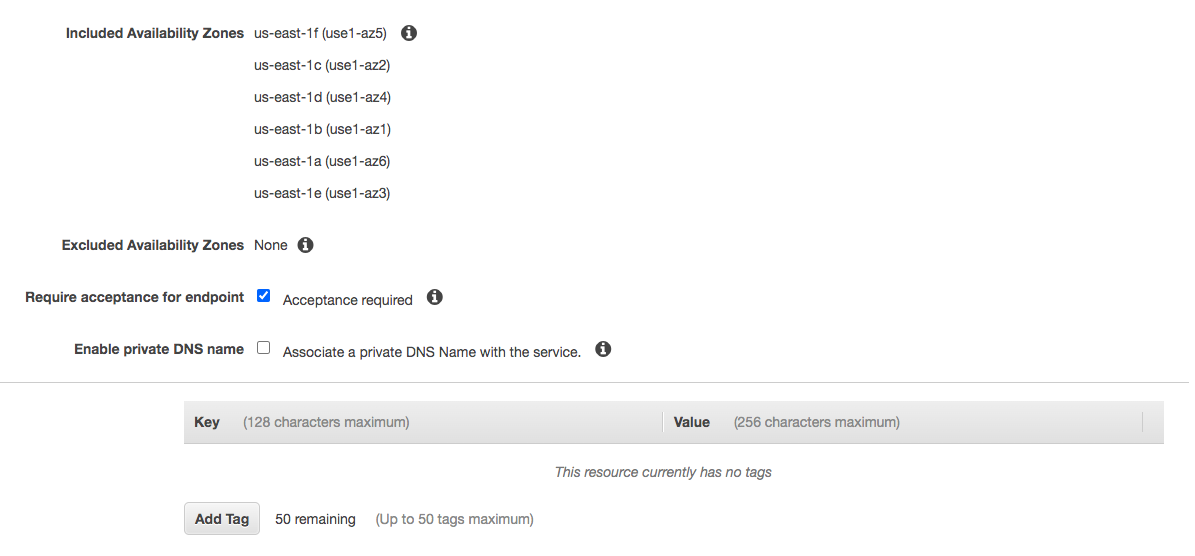 Included Availability Zones us-east-1f (use1-az5)
us-east-1c (use1-az2)
us-east-1d (use1-az4)
us-east-1b (use1-az1)
us-east-1a (use1-az6)
us-east-1e (use1-az3)
Excluded Availability Zones None
Require acceptance for endpoint Acceptance required
Enable private DNS name Associate a private DNS Name with the service.
Key (128 characters maximum) Value (256 characters maximum)
This resource currently has no tags
Add Tag 50 remaining (Up to 50 tags maximum)